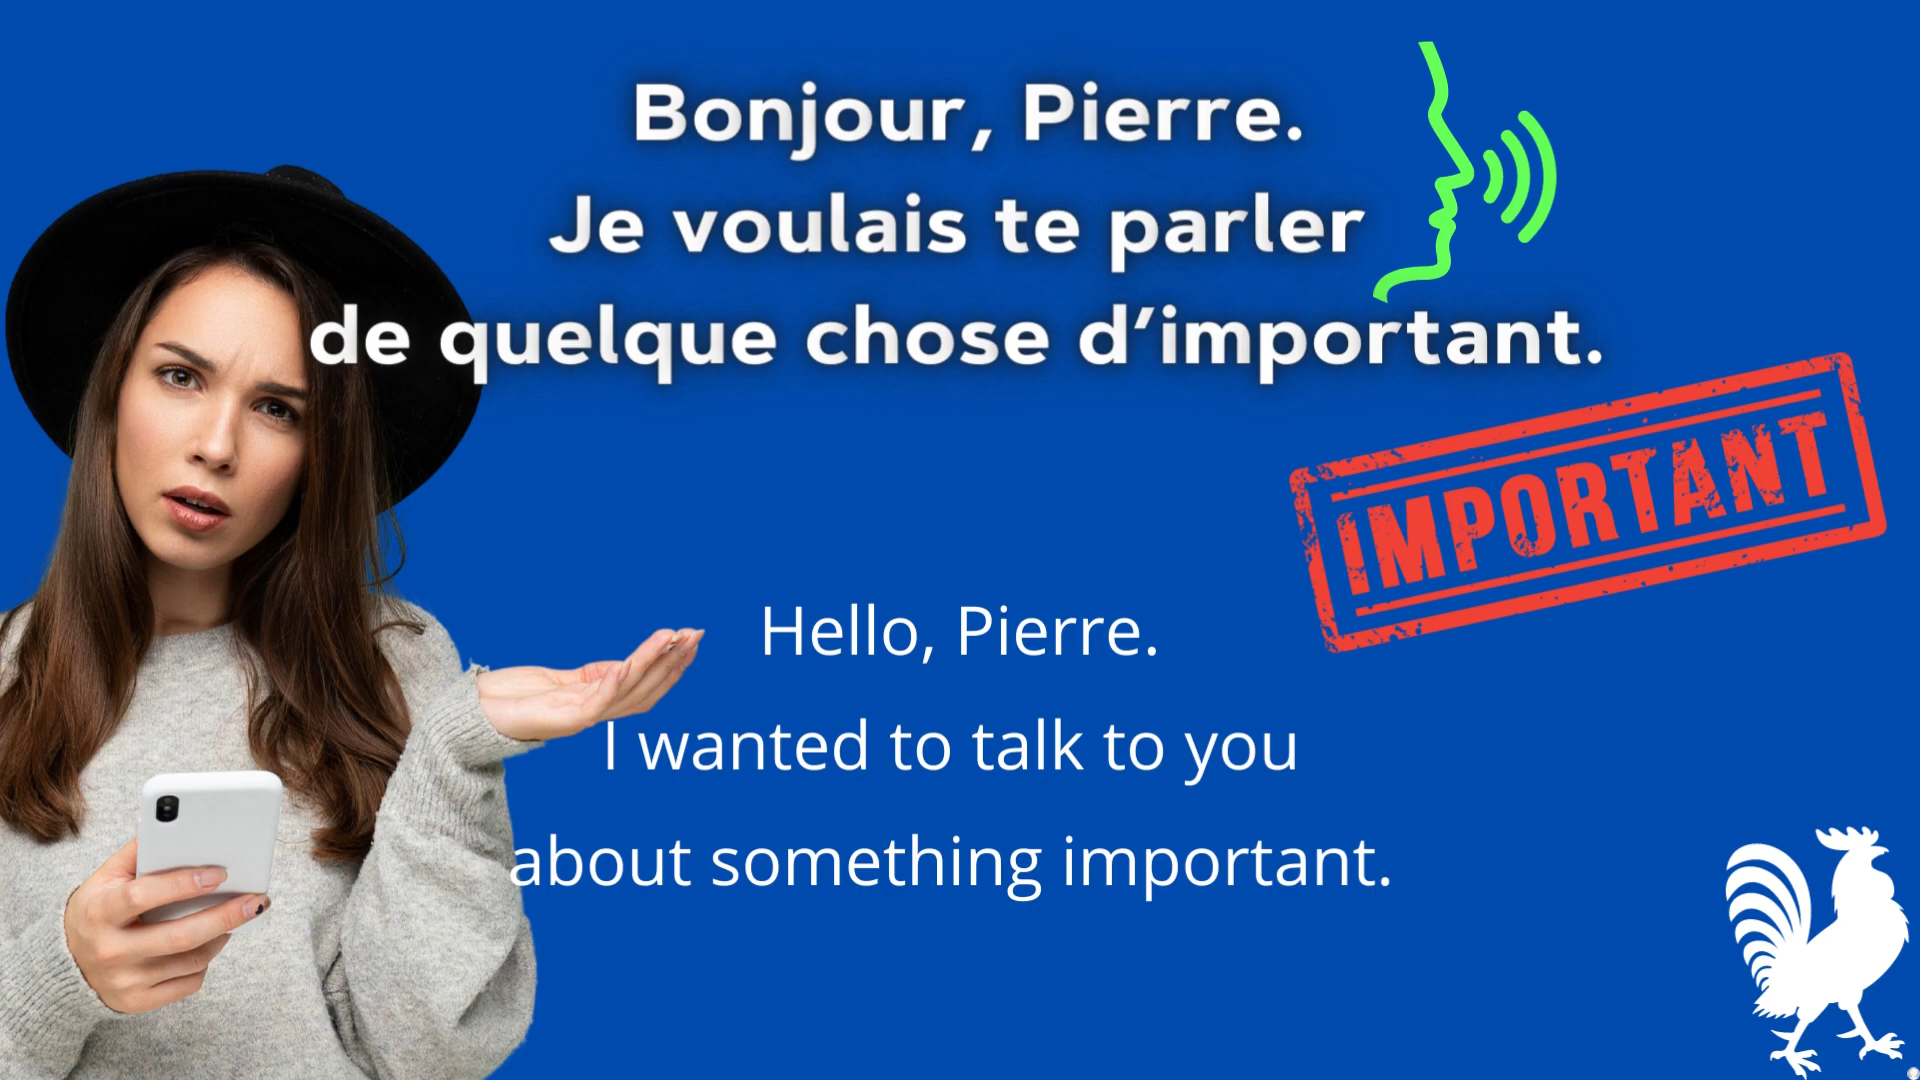 Bonjour, Pierre.
Je voulais te parler
de quelque chose d’important.
IMPORTANT
Hello, Pierre.
I wanted to talk to you
about something important.